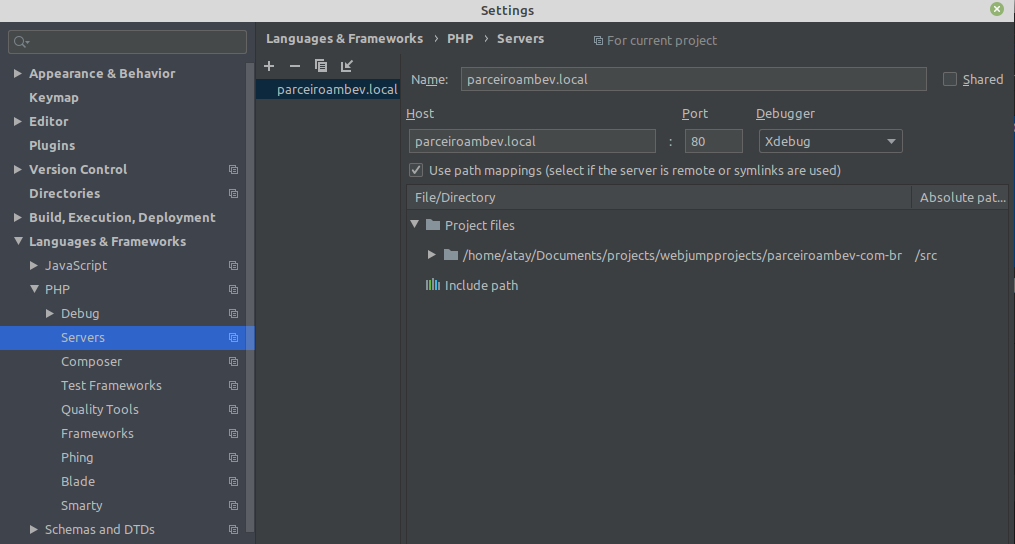 Settings
Appearance & Behavior
Keymap
Editor
Plugins
Version Control
Directories
Build, Execution, Deployment
Languages & Frameworks
JavaScript
PHP
Debug
Servers
Composer
Test Frameworks
Quality Tools
Frameworks
Phing
Blade
Smarty
Schemas and DTDs
Languages & Frameworks › PHP › Servers For current project
parceiroambev.local
Name: parceiroambev.local Shared
Host Port Debugger
parceiroambev.local : 80 Xdebug
Use path mappings (select if the server is remote or symlinks are used)
File/Directory Absolute pat...
Project files
/home/atay/Documents/projects/webjumpprojects/parceiroambev-com-br /src
Include path